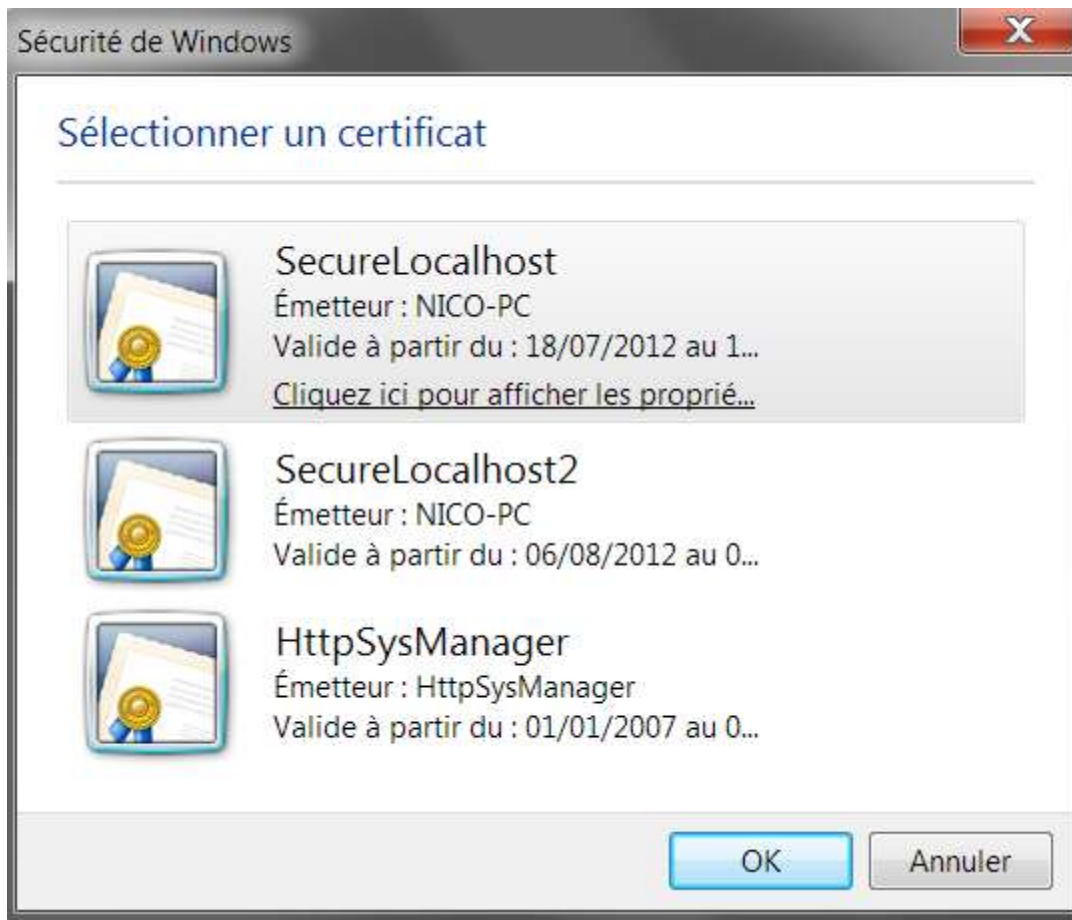 Sécurité de Windows
Sélectionner un certificat
SecureLocalhost
Émetteur : NICO-PC
Valide à partir du : 18/07/2012 au 1...
Cliquez ici pour afficher les proprié...
SecureLocalhost2
Émetteur : NICO-PC
Valide à partir du : 06/08/2012 au 0...
HttpSysManager
Émetteur : HttpSysManager
Valide à partir du : 01/01/2007 au 0...
OK
Annuler